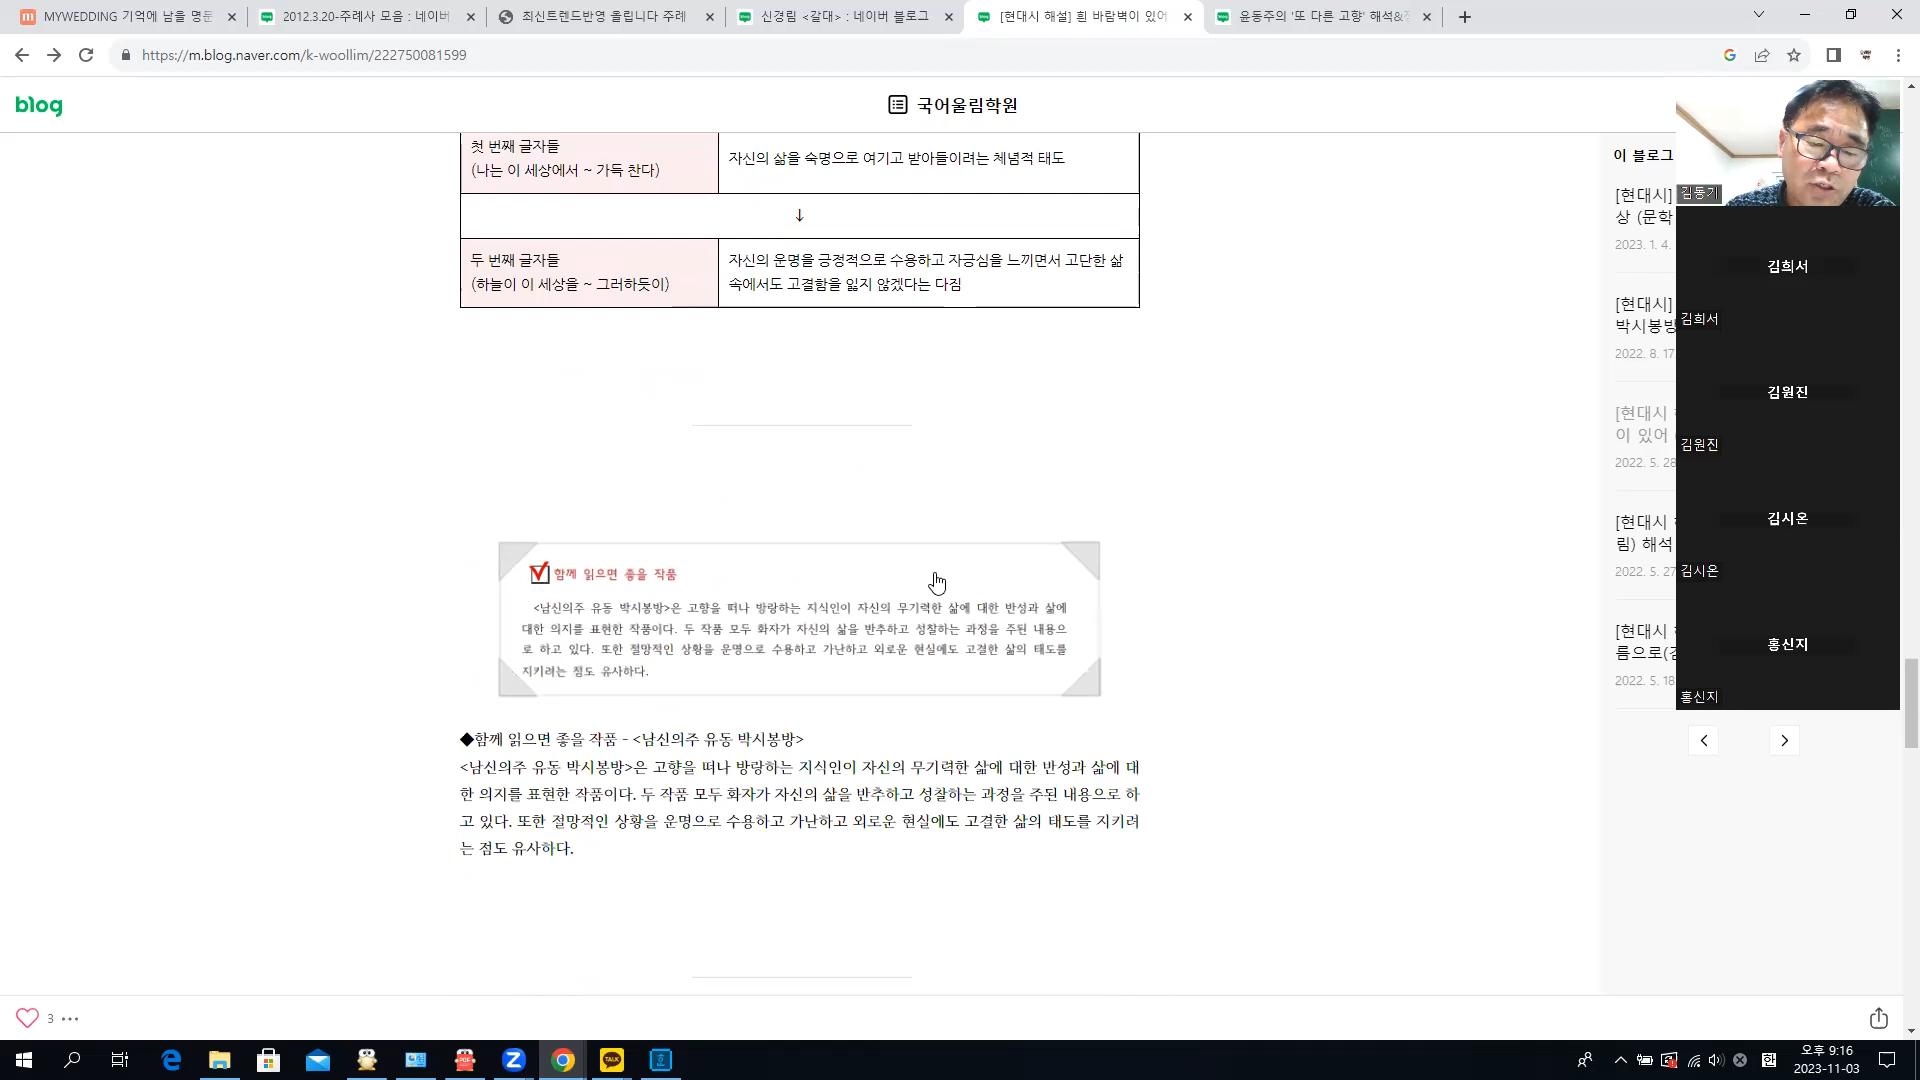 MYWEDDING 기억에 남을 명문
2012.3.20-주례사 모음 : 네이버
최신트렌드반영 올립니다 주례
신경림 <갈대> : 네이버 블로그
[현대시 해설] 흰 바람벽이 있어
윤동주의 '또 다른 고향' 해석&
https://m.blog.naver.com/k-woollim/222750081599
blog
국어울림학원
첫 번째 글자들
(나는 이 세상에서 ~ 가득 찬다)
자신의 삶을 숙명으로 여기고 받아들이려는 체념적 태도
↓
두 번째 글자들
(하늘이 이 세상을 ~ 그러하듯이)
자신의 운명을 긍정적으로 수용하고 자긍심을 느끼면서 고단한 삶
속에서도 고결함을 잃지 않겠다는 다짐
함께 읽으면 좋을 작품
<남신의주 유동 박시봉방>은 고향을 떠나 방랑하는 지식인이 자신의 무기력한 삶에 대한 반성과 삶에
대한 의지를 표현한 작품이다. 두 작품 모두 화자가 자신의 삶을 반추하고 성찰하는 과정을 주된 내용으
로 하고 있다. 또한 절망적인 상황을 운명으로 수용하고 가난하고 외로운 현실에도 고결한 삶의 태도를
지키려는 점도 유사하다.
◆함께 읽으면 좋을 작품 - <남신의주 유동 박시봉방>
<남신의주 유동 박시봉방>은 고향을 떠나 방랑하는 지식인이 자신의 무기력한 삶에 대한 반성과 삶에 대
한 의지를 표현한 작품이다. 두 작품 모두 화자가 자신의 삶을 반추하고 성찰하는 과정을 주된 내용으로 하
고 있다. 또한 절망적인 상황을 운명으로 수용하고 가난하고 외로운 현실에도 고결한 삶의 태도를 지키려
는 점도 유사하다.
이 블로그
[현대시]
상 (문학
2023. 1. 4.
[현대시]
박시봉방
2022. 8. 17
[현대시
이 있어
2022. 5. 28
[현대시
림) 해석
2022. 5. 27
[현대시
름으로(김
2022. 5. 18
김동기
김희서
김희서
김원진
김원진
김시온
김시온
홍신지
홍신지
3
TALK
한
오후 9:16
2023-11-03